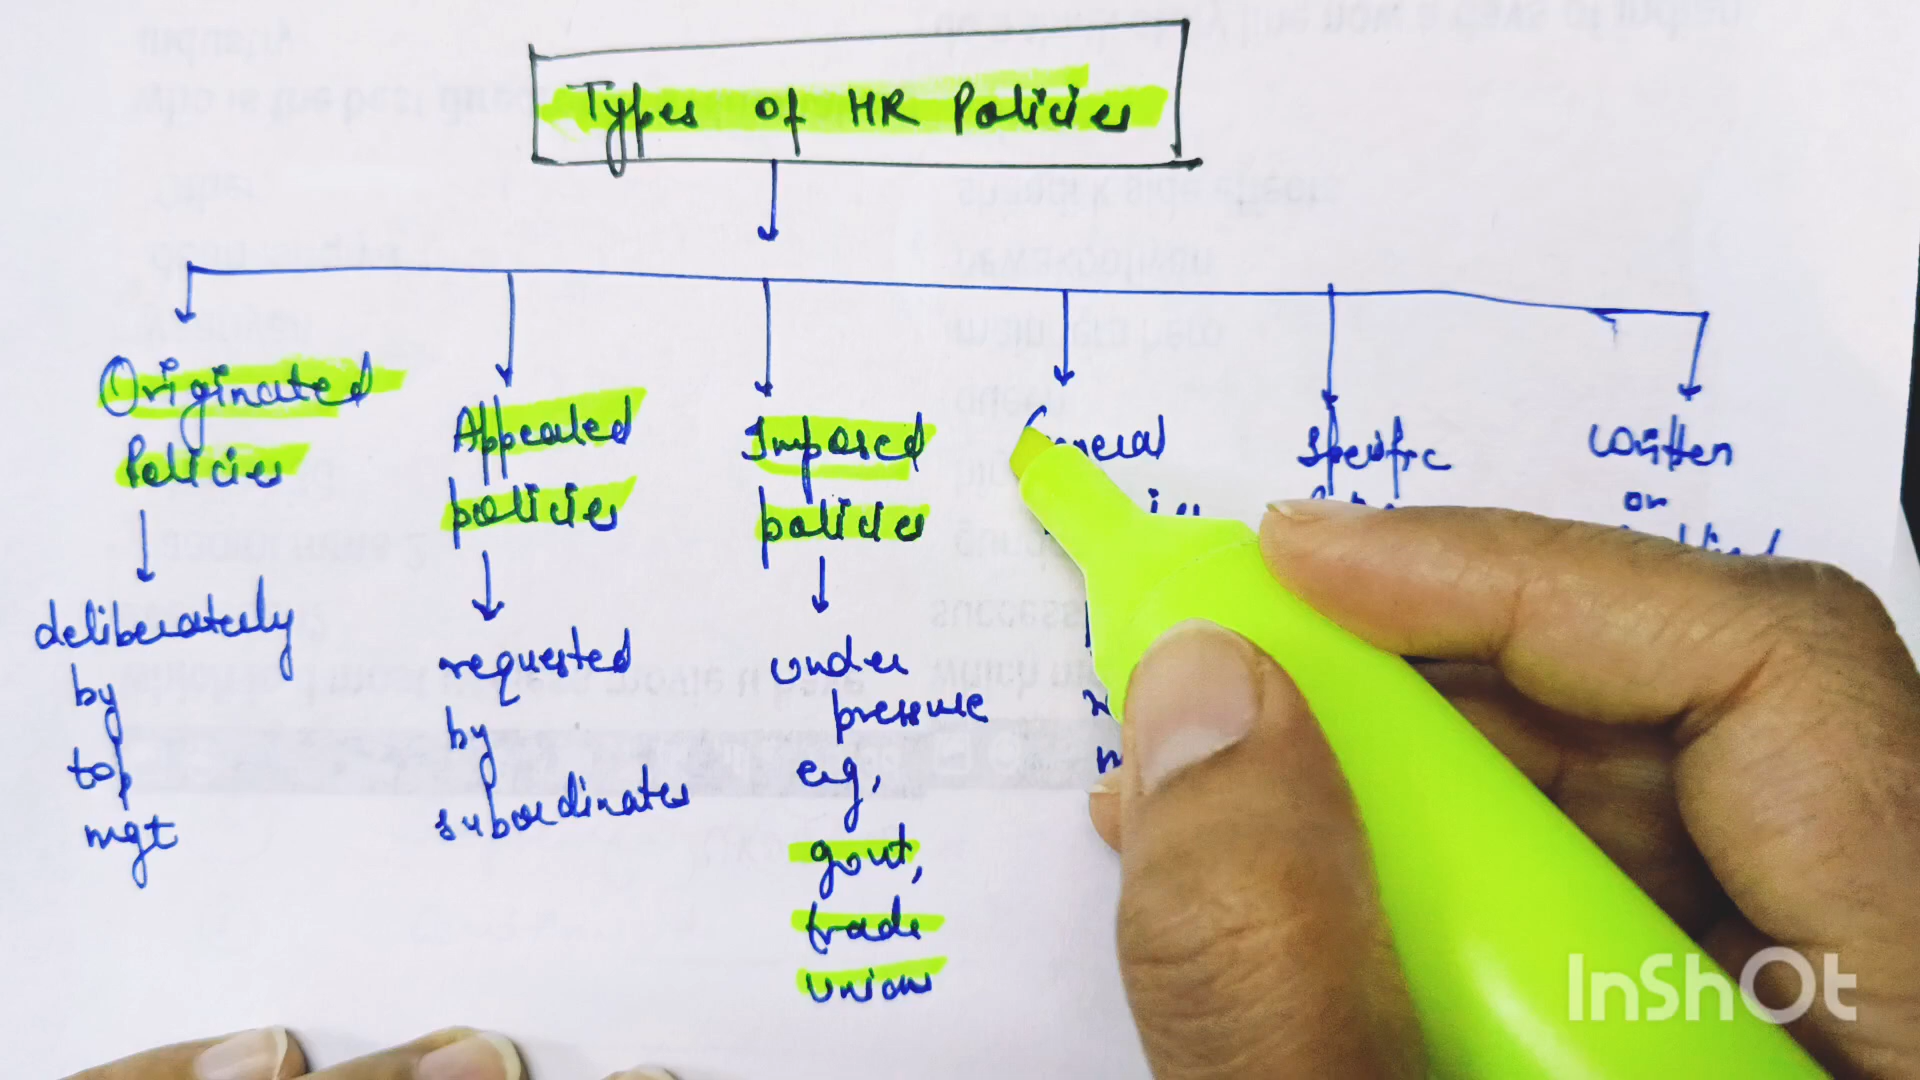 Types of HR Policies
Originated
Policies
deliberately
by
top
mgt
Appealed
policies
requested
by
subordinates
Imposed
policies
under
pressure
eg,
govt,
trade
union
General
Specific
written
or
InShOt